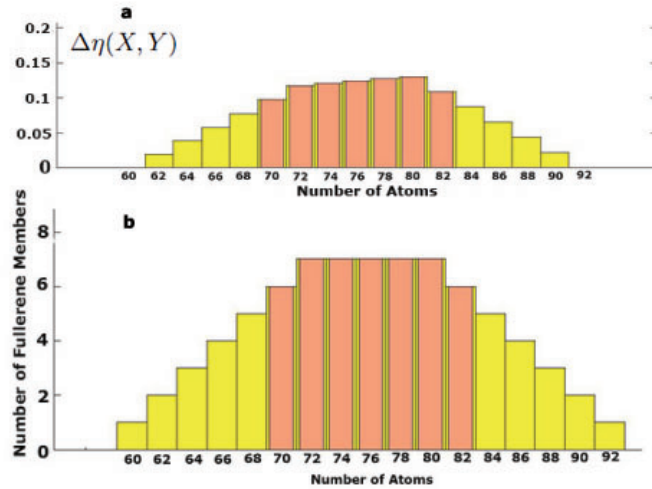 a
Δη(X, Y)
0.2
0.15
0.1
0.05
0
60 62 64 66 68 70 72 74 76 78 80 82 84 86 88 90 92
Number of Atoms
b
Number of Fullerene Members
8
6
4
2
0
60 62 64 66 68 70 72 74 76 78 80 82 84 86 88 90 92
Number of Atoms